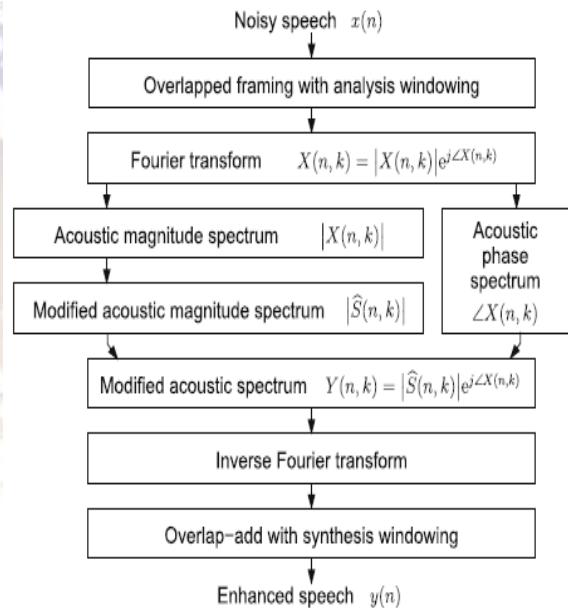 Noisy speech x(n)
Overlapped framing with analysis windowing
Fourier transform X(n, k) = |X(n, k)|e^{j∠X(n,k)}
Acoustic magnitude spectrum |X(n, k)|
Acoustic
phase
spectrum
∠X(n, k)
Modified acoustic magnitude spectrum |Ŝ(n, k)|
Modified acoustic spectrum Y(n, k) = |Ŝ(n, k)|e^{j∠X(n,k)}
Inverse Fourier transform
Overlap−add with synthesis windowing
Enhanced speech y(n)